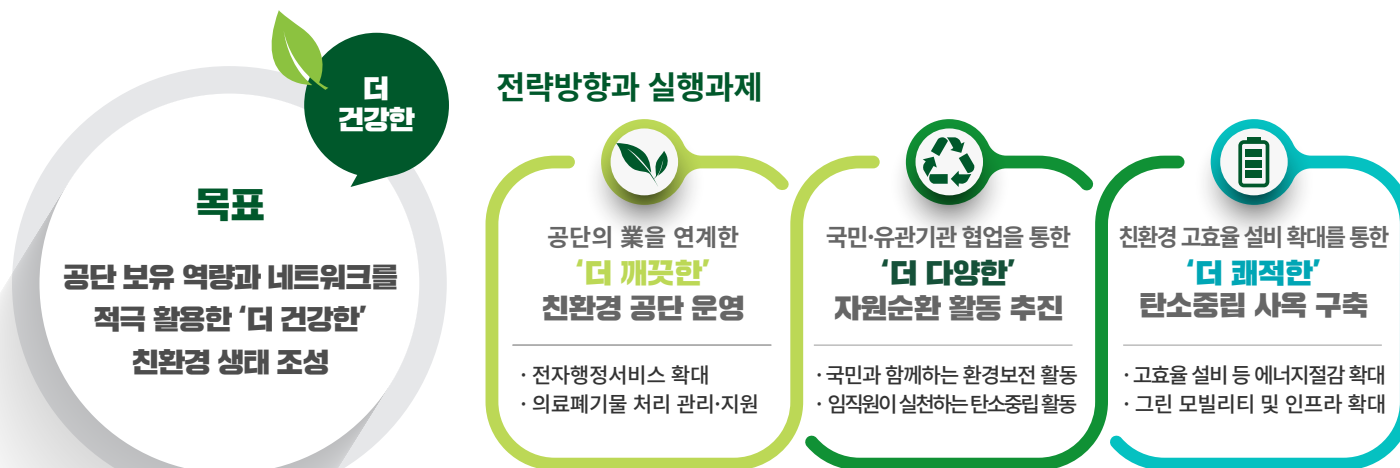 더
건강한
목표
공단 보유 역량과 네트워크를
적극 활용한 ‘더 건강한’
친환경 생태 조성
전략방향과 실행과제
공단의 業을 연계한
‘더 깨끗한’
친환경 공단 운영
· 전자행정서비스 확대
· 의료폐기물 처리 관리·지원
국민·유관기관 협업을 통한
‘더 다양한’
자원순환 활동 추진
· 국민과 함께하는 환경보전 활동
· 임직원이 실천하는 탄소중립 활동
친환경 고효율 설비 확대를 통한
‘더 쾌적한’
탄소중립 사옥 구축
· 고효율 설비 등 에너지절감 확대
· 그린 모빌리티 및 인프라 확대